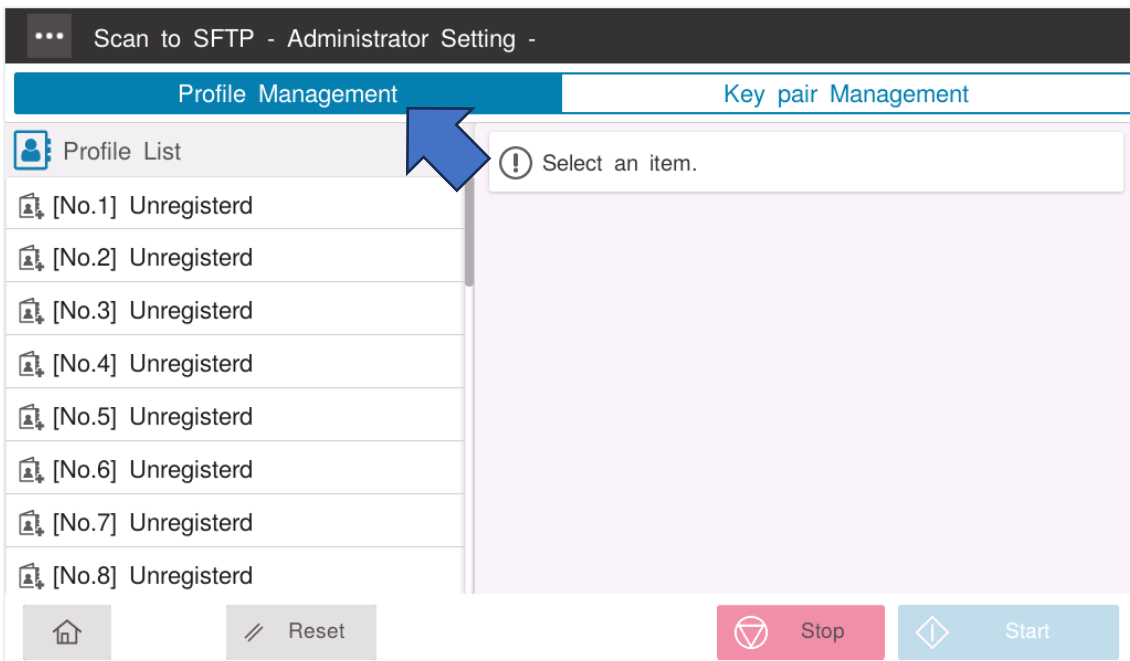 Scan to SFTP - Administrator Setting -
Profile Management
Key pair Management
Profile List
Select an item.
[No.1] Unregisterd
[No.2] Unregisterd
[No.3] Unregisterd
[No.4] Unregisterd
[No.5] Unregisterd
[No.6] Unregisterd
[No.7] Unregisterd
[No.8] Unregisterd
Reset
Stop
Start